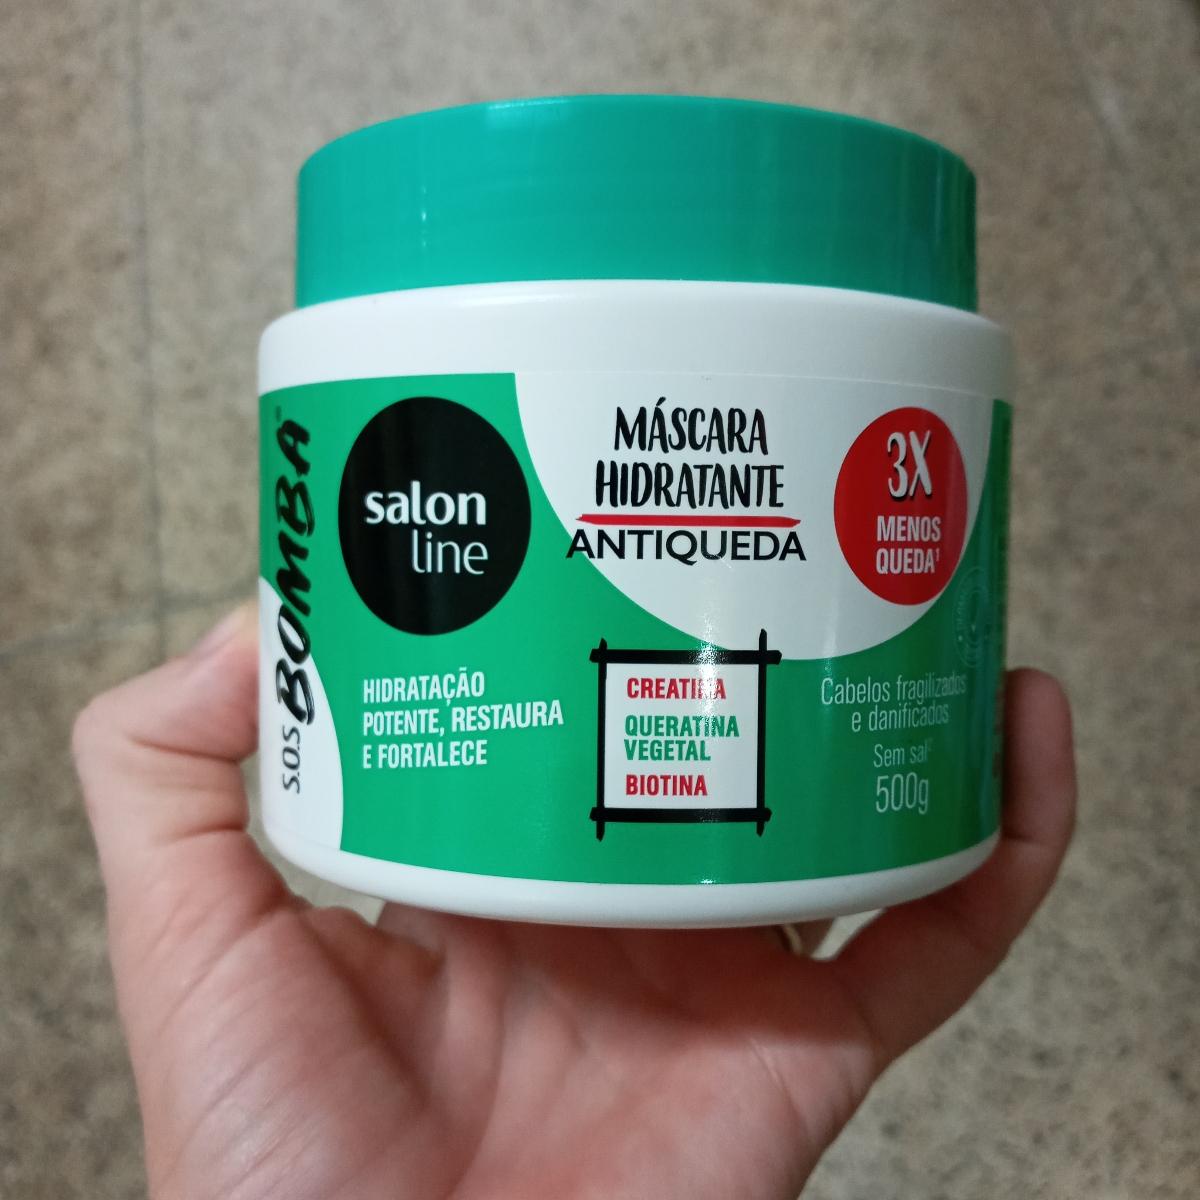 S.O.S BOMBA
salon
line
HIDRATAÇÃO
POTENTE, RESTAURA
E FORTALECE
MÁSCARA
HIDRATANTE
ANTIQUEDA
3X
MENOS
QUEDA¹
CREATINA
QUERATINA
VEGETAL
BIOTINA
Cabelos fragilizados
e danificados
Sem sal²
500g